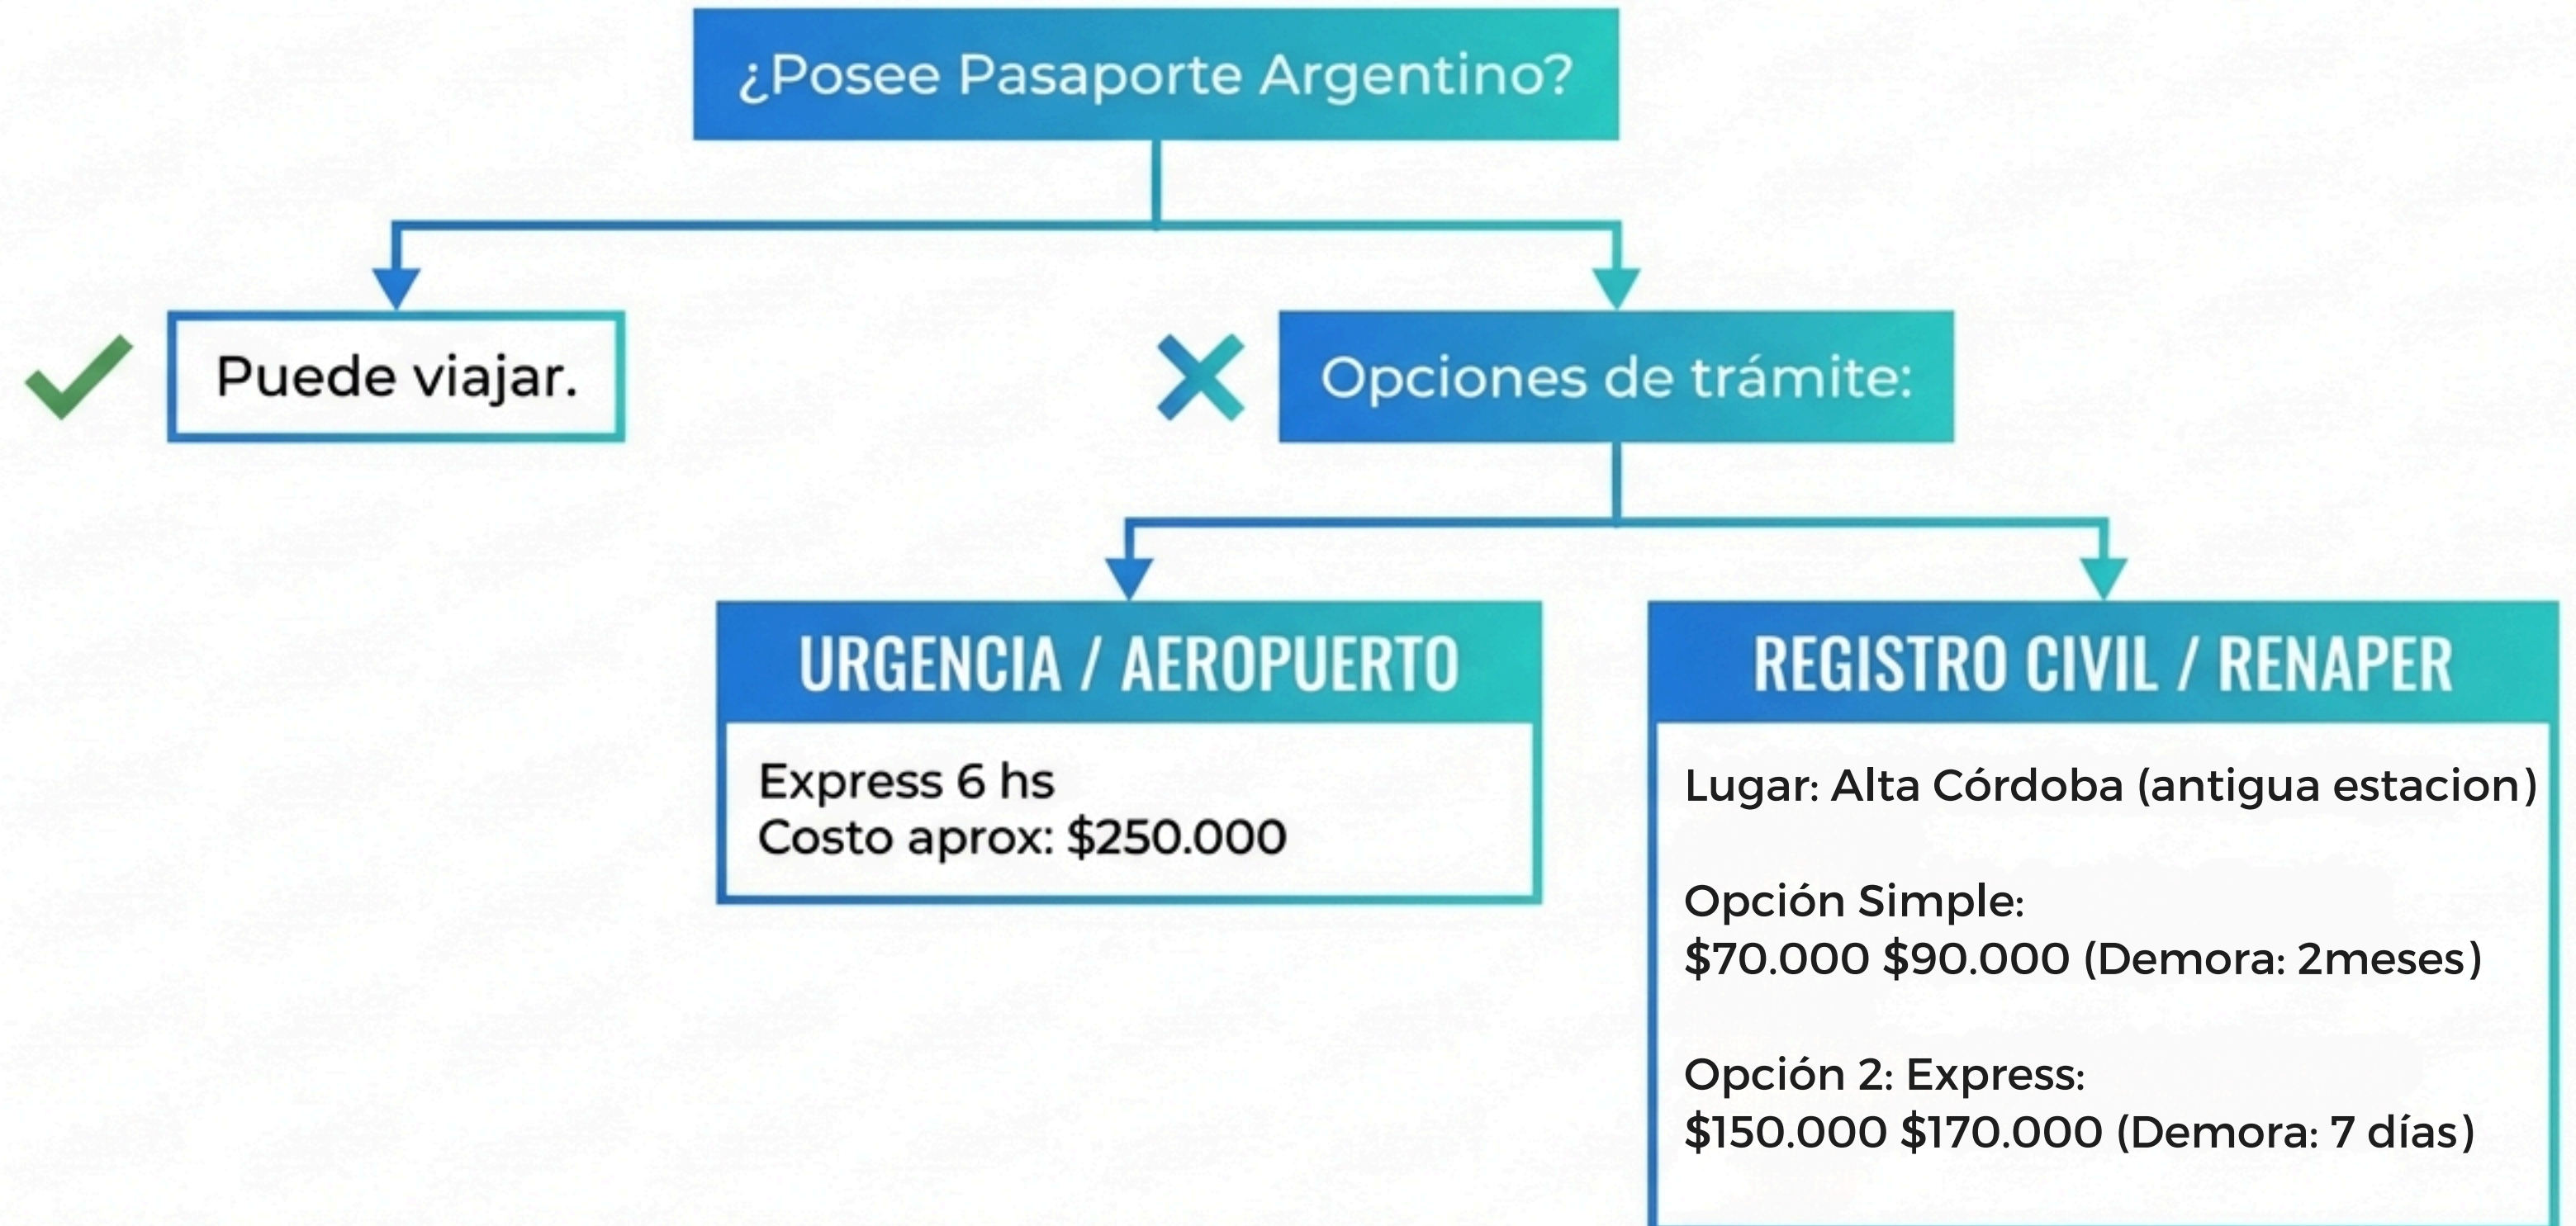 ¿Posee Pasaporte Argentino?
Puede viajar.
Opciones de trámite:
URGENCIA / AEROPUERTO
Express 6 hs
Costo aprox: $250.000
REGISTRO CIVIL / RENAPER
Lugar: Alta Córdoba (antigua estacion)
Opción Simple:
$70.000 $90.000 (Demora: 2meses)
Opción 2: Express:
$150.000 $170.000 (Demora: 7 días)